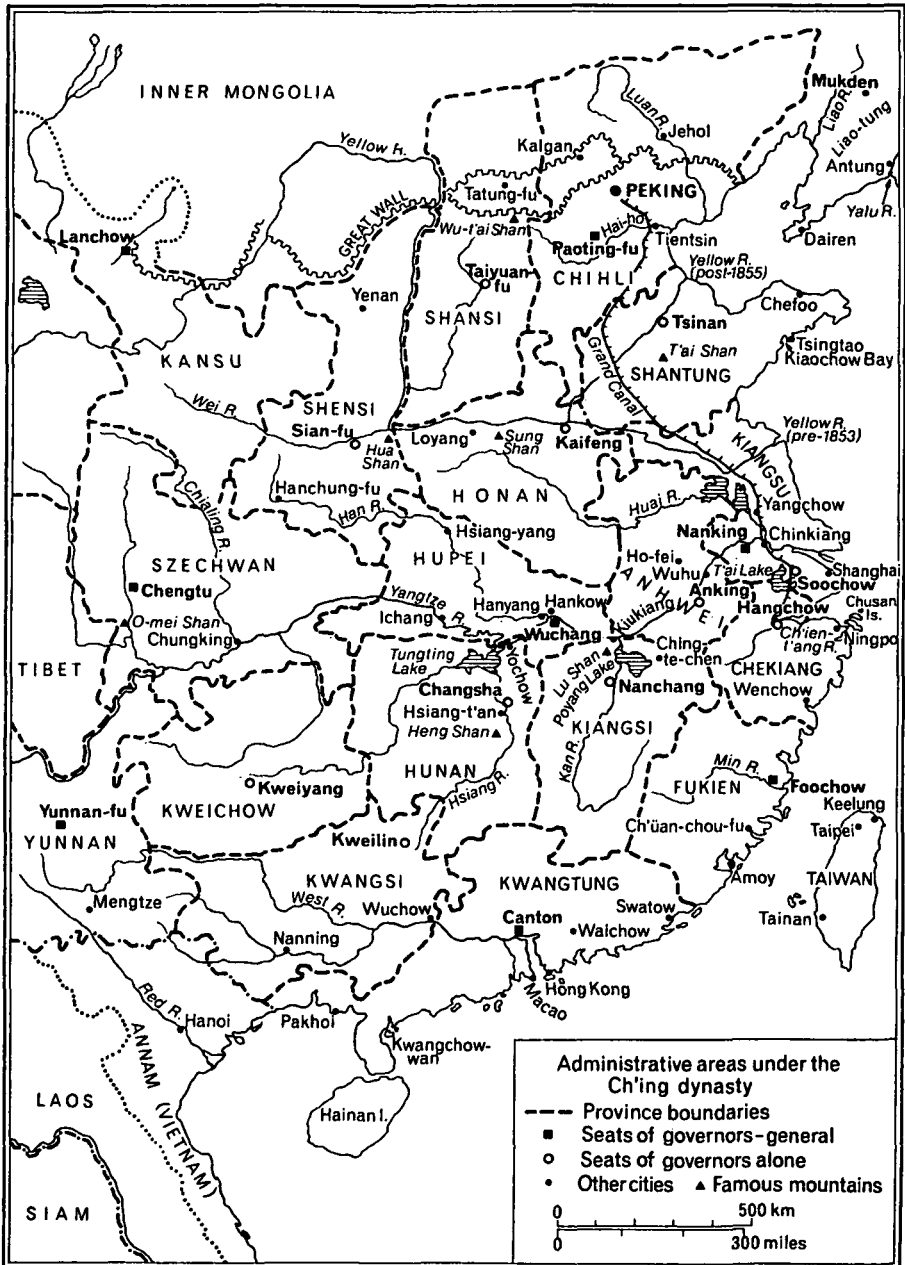 INNER MONGOLIA
Mukden
Liao R.
Liao-tung
Luan R.
Jehol
Kalgan
Antung
Yellow R.
Tatung-fu
PEKING
Yalu R.
GREAT WALL
Wu-t'ai Shan
Hai-ho
Lanchow
Paoting-fu
Tientsin
Dairen
Taiyuan-
fu
CHIHLI
Yellow R.
(post-1855)
Yenan
Chefoo
SHANSI
Tsinan
Tsingtao
Kiaochow Bay
KANSU
Grand Canal
T'ai Shan
SHANTUNG
Wei R.
SHENSI
Sian-fu
Loyang
Sung
Shan
Kaifeng
Yellow R.
(pre-1853)
Hua
Shan
KIANGSU
Hanchung-fu
HONAN
Huai R.
Yangchow
Chialing R.
Han R.
Hsiang-yang
Nanking
Chinkiang
SZECHWAN
HUPEI
Ho-fei
T'ai Lake
Shanghai
Chengtu
Wuhu
Soochow
ANHWEI
Anking
Yangtze R.
Hanyang
Hankow
Hangchow
Chusan
Is.
O-mei Shan
Ichang
Kiukiang
Chungking
Wuchang
Ch'ien-
t'ang R.
Ningpo
Ching-
te-chen
TIBET
Tungting
Lake
Yochow
Lu Shan
Poyang Lake
CHEKIANG
Changsha
Nanchang
Wenchow
Hsiang-t'an
Heng Shan
KIANGSI
Kan R.
Min R.
Kweiyang
HUNAN
FUKIEN
Foochow
Yunnan-fu
KWEICHOW
Hsiang R.
Keelung
YUNNAN
Kweilin
Ch'üan-chou-fu
Taipei
KWANGSI
KWANGTUNG
Amoy
TAIWAN
Mengtze
West R.
Wuchow
Swatow
Canton
Walchow
Tainan
Nanning
Hong Kong
Macao
Red R.
Hanoi
Pakhoi
Kwangchow-
wan
ANNAM (VIETNAM)
LAOS
Hainan I.
SIAM
Administrative areas under the
Ch'ing dynasty
Province boundaries
Seats of governors-general
Seats of governors alone
Other cities Famous mountains
0 500 km
0 300 miles